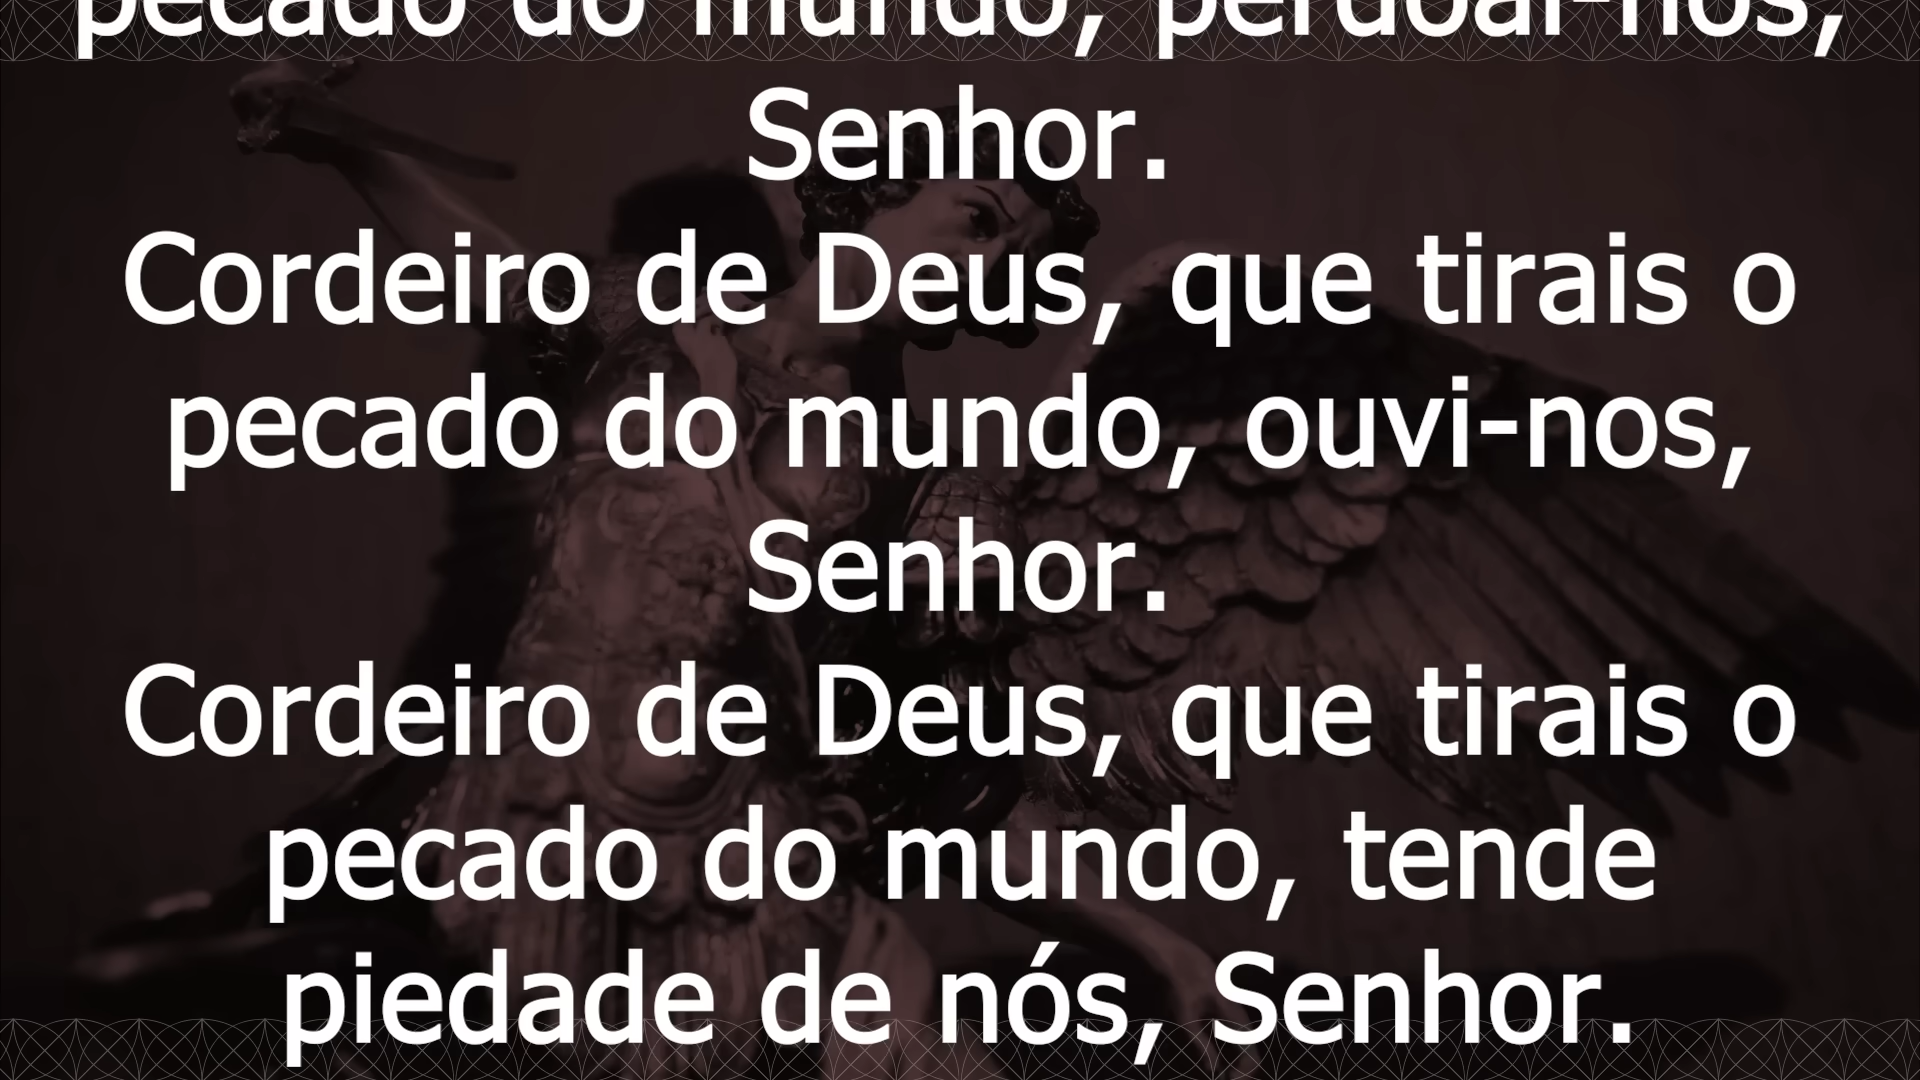 pecado do mundo, perdoai-nos,
Senhor.
Cordeiro de Deus, que tirais o
pecado do mundo, ouvi-nos,
Senhor.
Cordeiro de Deus, que tirais o
pecado do mundo, tende
piedade de nós, Senhor.